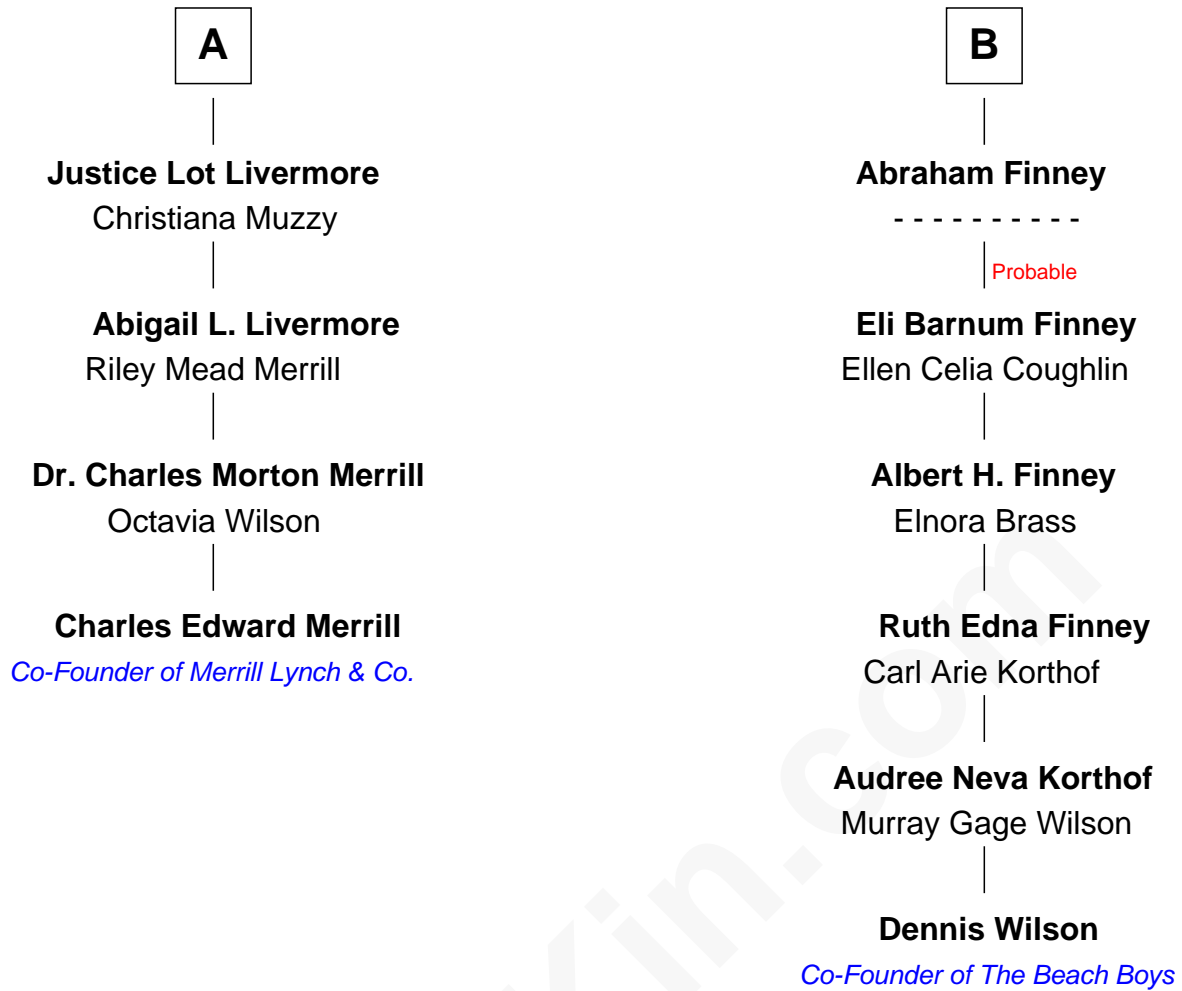 A
Justice Lot Livermore
Christiana Muzzy
Abigail L. Livermore
Riley Mead Merrill
Dr. Charles Morton Merrill
Octavia Wilson
Charles Edward Merrill
Co-Founder of Merrill Lynch & Co.
B
Abraham Finney
- - - - - - - - - -
Probable
Eli Barnum Finney
Ellen Celia Coughlin
Albert H. Finney
Elnora Brass
Ruth Edna Finney
Carl Arie Korthof
Audree Neva Korthof
Murray Gage Wilson
Dennis Wilson
Co-Founder of The Beach Boys
Kin.com